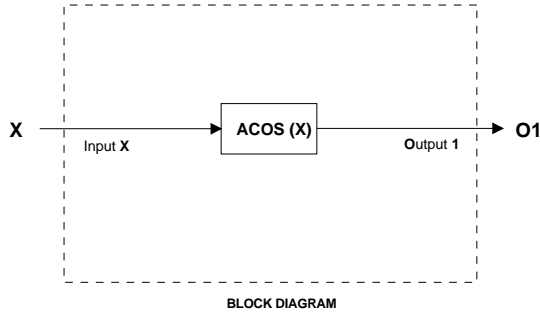 X
Input X
ACOS (X)
Output 1
O1
BLOCK DIAGRAM